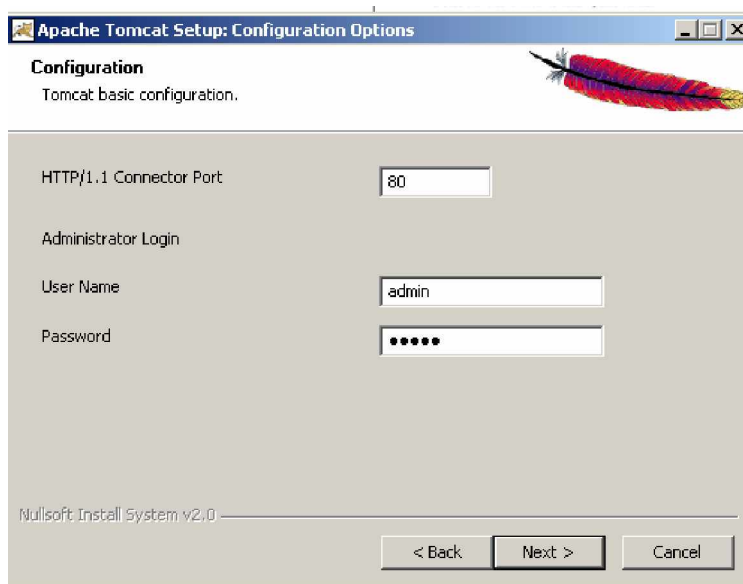 Apache Tomcat Setup: Configuration Options
Configuration
Tomcat basic configuration.
HTTP/1.1 Connector Port
80
Administrator Login
User Name
admin
Password
•••••
Nullsoft Install System v2.0
< Back Next > Cancel